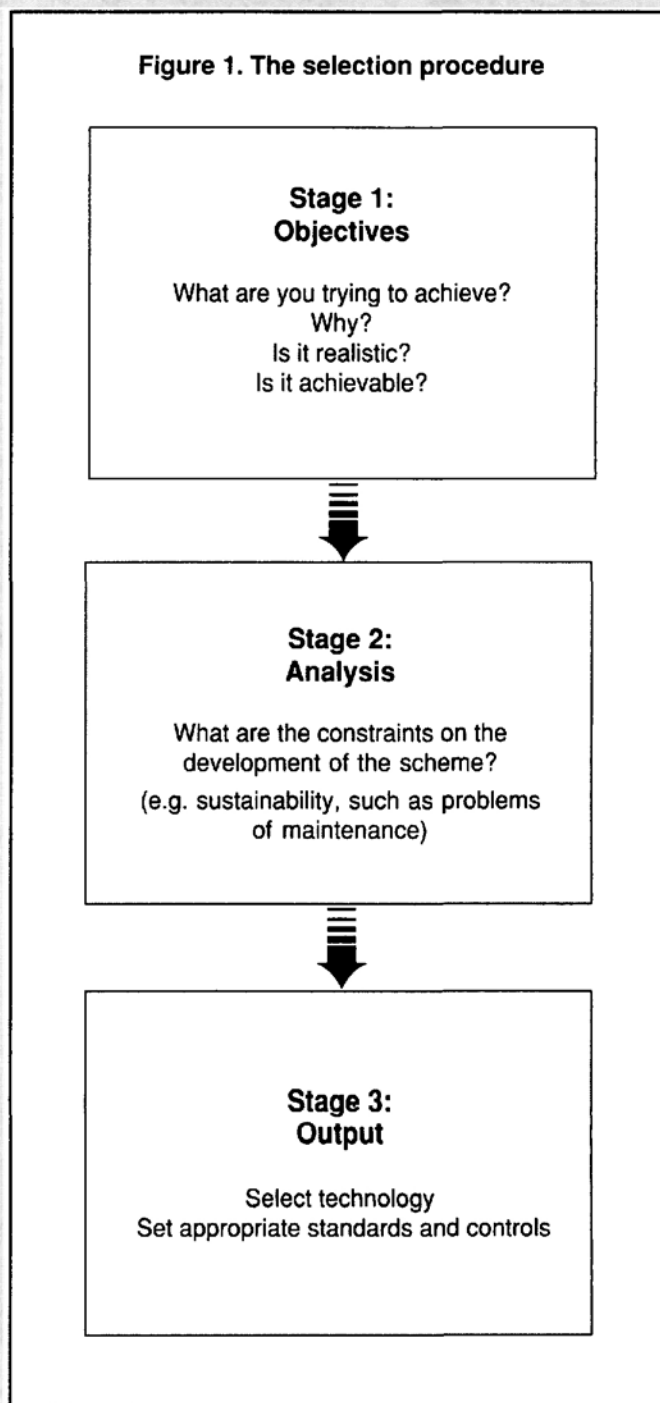 Figure 1. The selection procedure
Stage 1:
Objectives
What are you trying to achieve?
Why?
Is it realistic?
Is it achievable?
Stage 2:
Analysis
What are the constraints on the
development of the scheme?
(e.g. sustainability, such as problems
of maintenance)
Stage 3:
Output
Select technology
Set appropriate standards and controls